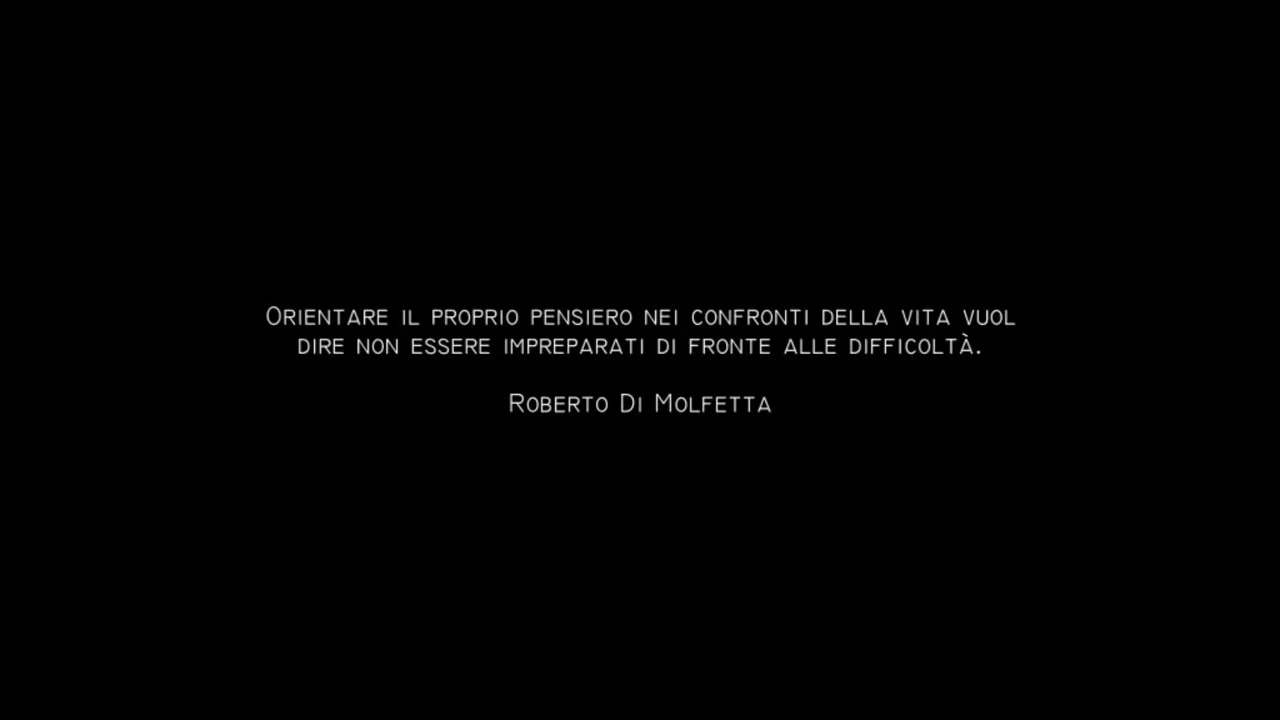 Orientare il proprio pensiero nei confronti della vita vuol
dire non essere impreparati di fronte alle difficoltà.
Roberto Di Molfetta